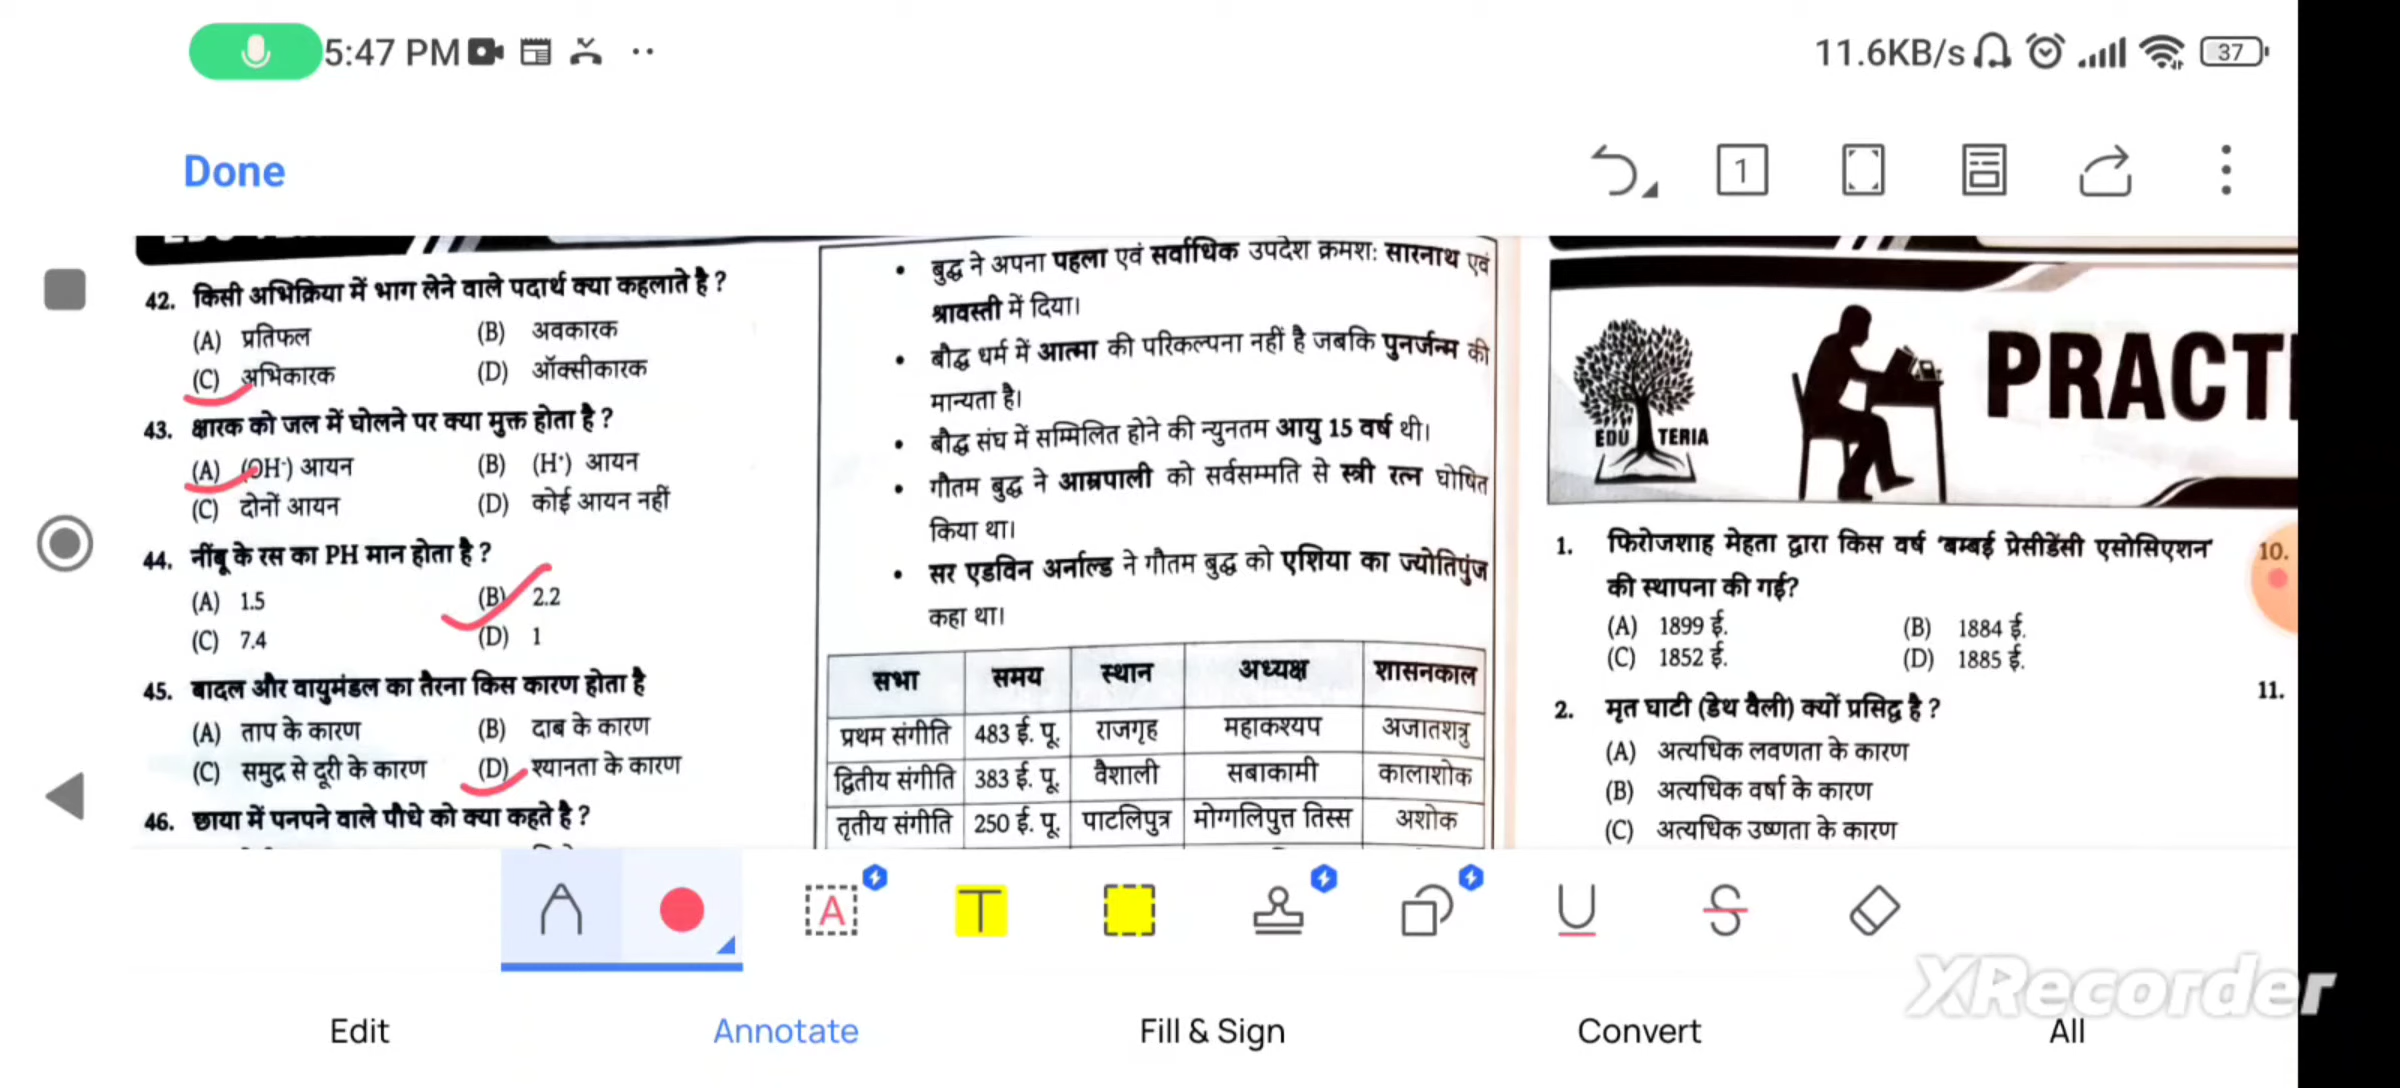 5:47 PM
11.6KB/s
37
Done
1
42. किसी अभिक्रिया में भाग लेने वाले पदार्थ क्या कहलाते है ?
(A) प्रतिफल (B) अवकारक
(C) अभिकारक (D) ऑक्सीकारक
43. क्षारक को जल में घोलने पर क्या मुक्त होता है ?
(A) (OH⁻) आयन (B) (H⁺) आयन
(C) दोनों आयन (D) कोई आयन नहीं
44. नींबू के रस का PH मान होता है ?
(A) 1.5 (B) 2.2
(C) 7.4 (D) 1
45. बादल और वायुमंडल का तैरना किस कारण होता है
(A) ताप के कारण (B) दाब के कारण
(C) समुद्र से दूरी के कारण (D) श्यानता के कारण
46. छाया में पनपने वाले पौधे को क्या कहते है ?
• बुद्ध ने अपना पहला एवं सर्वाधिक उपदेश क्रमश: सारनाथ एवं
श्रावस्ती में दिया।
• बौद्ध धर्म में आत्मा की परिकल्पना नहीं है जबकि पुनर्जन्म की
मान्यता है।
• बौद्ध संघ में सम्मिलित होने की न्युनतम आयु 15 वर्ष थी।
• गौतम बुद्ध ने आम्रपाली को सर्वसम्मति से स्त्री रत्न घोषित
किया था।
• सर एडविन अर्नाल्ड ने गौतम बुद्ध को एशिया का ज्योतिपुंज
कहा था।
सभा समय स्थान अध्यक्ष शासनकाल
प्रथम संगीति 483 ई. पू. राजगृह महाकश्यप अजातशत्रु
द्वितीय संगीति 383 ई. पू. वैशाली सबाकामी कालाशोक
तृतीय संगीति 250 ई. पू. पाटलिपुत्र मोग्गलिपुत्त तिस्स अशोक
EDU TERIA
PRACTI
1. फिरोजशाह मेहता द्वारा किस वर्ष 'बम्बई प्रेसीडेंसी एसोसिएशन'
की स्थापना की गई?
(A) 1899 ई. (B) 1884 ई.
(C) 1852 ई. (D) 1885 ई.
2. मृत घाटी (डेथ वैली) क्यों प्रसिद्ध है ?
(A) अत्यधिक लवणता के कारण
(B) अत्यधिक वर्षा के कारण
(C) अत्यधिक उष्णता के कारण
10.
11.
XRecorder
Edit
Annotate
Fill & Sign
Convert
All